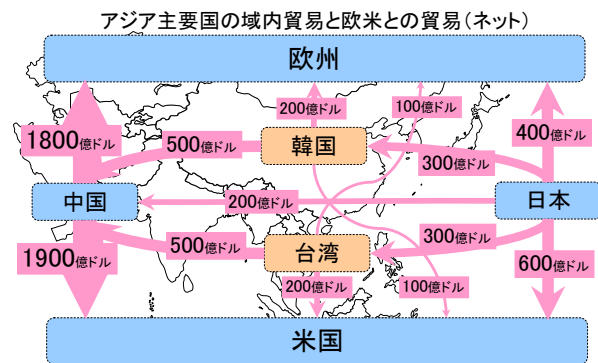 アジア主要国の域内貿易と欧米との貿易（ネット）
欧州
200億ドル
100億ドル
1800億ドル
500億ドル
韓国
300億ドル
400億ドル
中国
200億ドル
日本
1900億ドル
500億ドル
台湾
300億ドル
600億ドル
200億ドル
100億ドル
米国